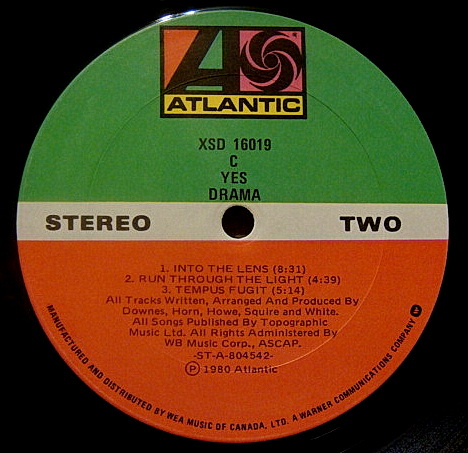 ATLANTIC
XSD 16019
C
YES
DRAMA
STEREO TWO
1. INTO THE LENS (8:31)
2. RUN THROUGH THE LIGHT (4:39)
3. TEMPUS FUGIT (5:14)
All Tracks Written, Arranged And Produced By
Downes, Horn, Howe, Squire and White.
All Songs Published By Topographic
Music Ltd. All Rights Administered By
WB Music Corp., ASCAP.
-ST-A-804542-
Ⓟ 1980 Atlantic
MANUFACTURED AND DISTRIBUTED BY WEA MUSIC OF CANADA, LTD. A WARNER COMMUNICATIONS COMPANY